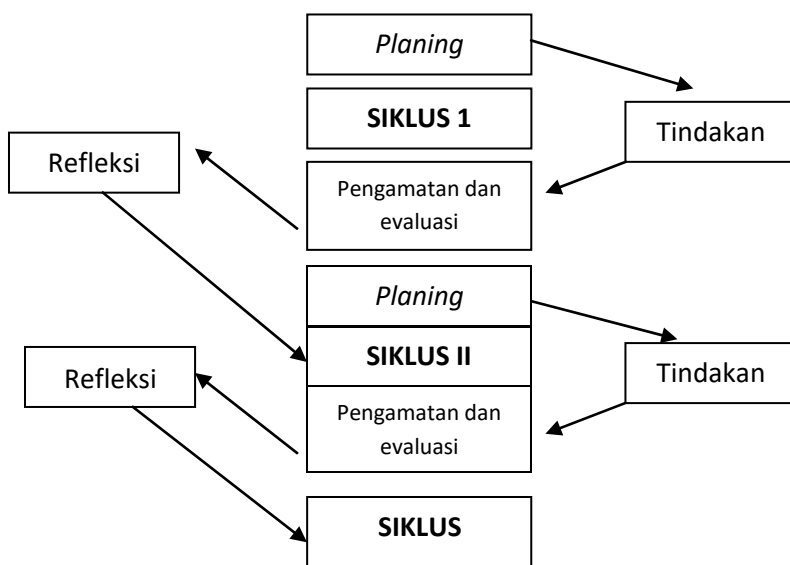 Planing
SIKLUS 1
Tindakan
Refleksi
Pengamatan dan
evaluasi
Planing
SIKLUS II
Tindakan
Refleksi
Pengamatan dan
evaluasi
SIKLUS